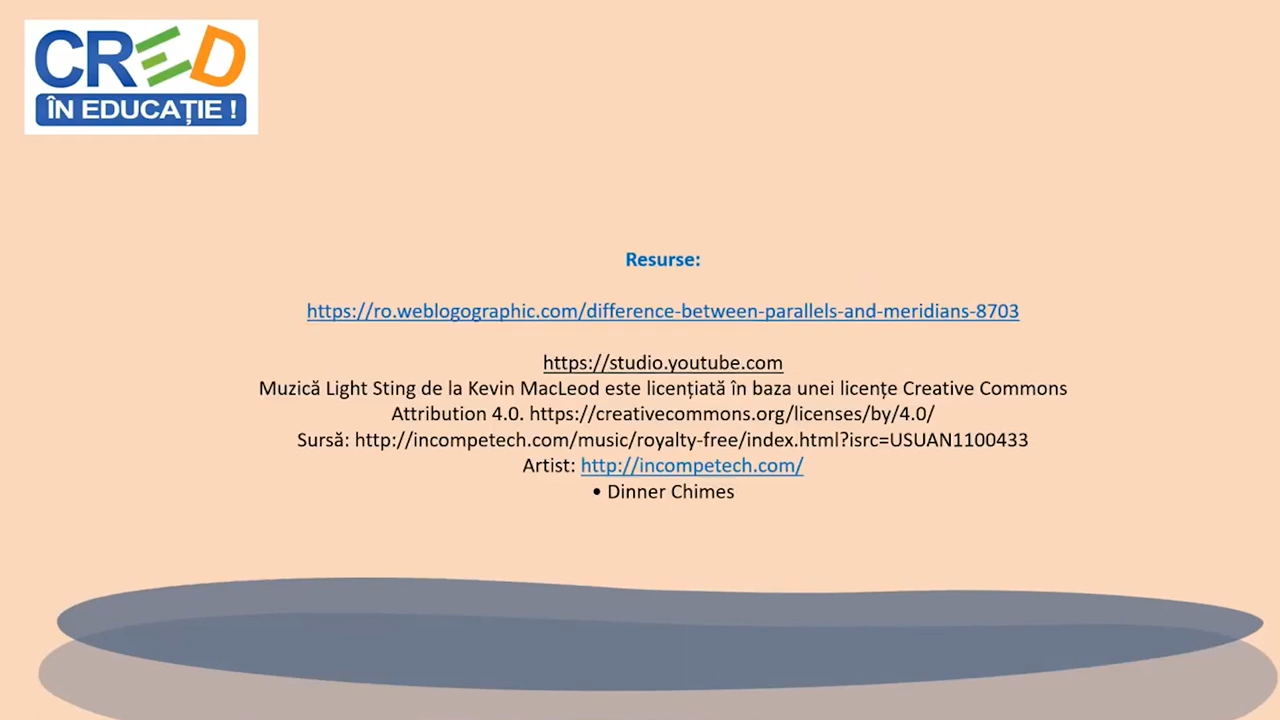 CRED
ÎN EDUCAȚIE !
Resurse:
https://ro.weblogographic.com/difference-between-parallels-and-meridians-8703
https://studio.youtube.com
Muzică Light Sting de la Kevin MacLeod este licențiată în baza unei licențe Creative Commons
Attribution 4.0. https://creativecommons.org/licenses/by/4.0/
Sursă: http://incompetech.com/music/royalty-free/index.html?isrc=USUAN1100433
Artist: http://incompetech.com/
• Dinner Chimes